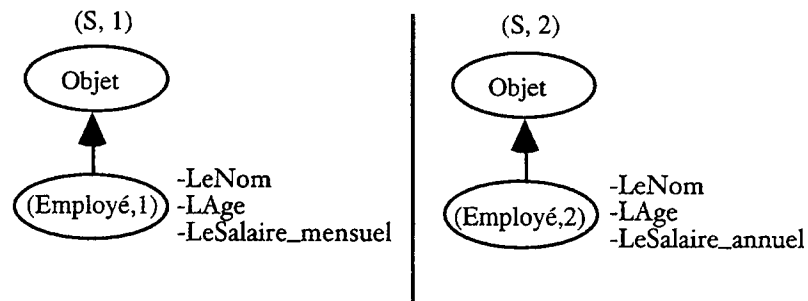 (S, 1)
Objet
(Employé,1)
-LeNom
-LAge
-LeSalaire_mensuel
(S, 2)
Objet
(Employé,2)
-LeNom
-LAge
-LeSalaire_annuel